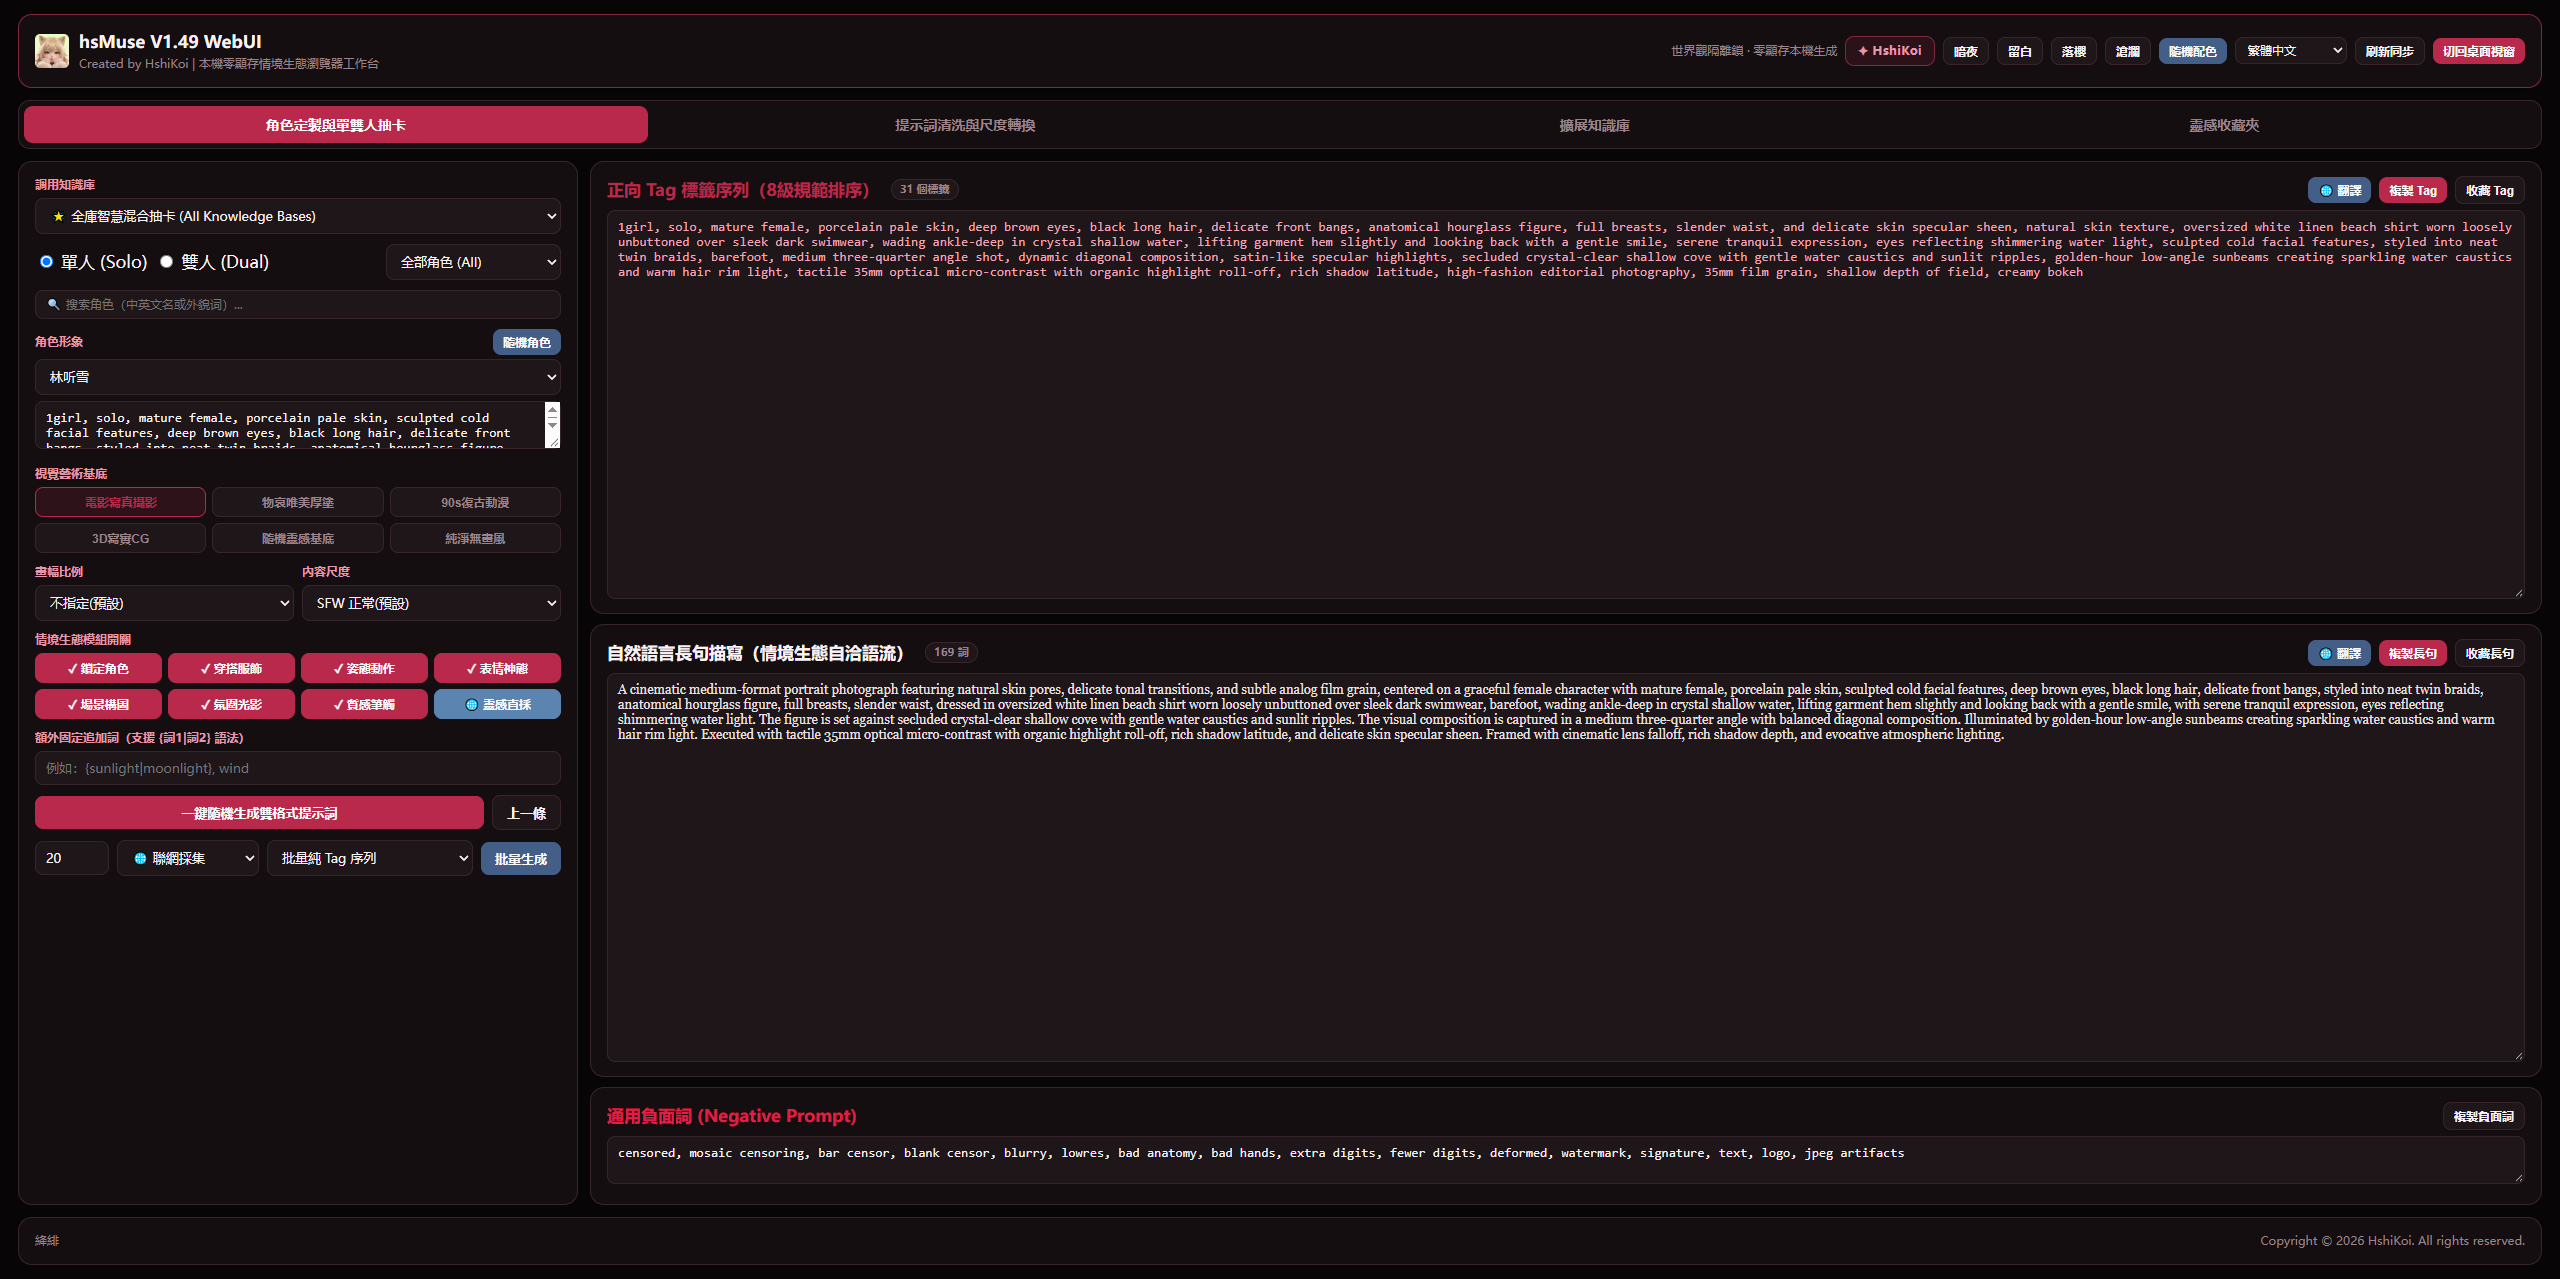 hsMuse V1.49 WebUI
Created by HshiKoi | 本機零顯存情境生態瀏覽器工作台
世界觀隔離鎖 · 零顯存本機生成
✦ HshiKoi
暗夜
留白
落櫻
滄瀾
隨機配色
繁體中文
刷新同步
切回桌面視窗
角色定製與單雙人抽卡
提示詞清洗與尺度轉換
擴展知識庫
靈感收藏夾
調用知識庫
★ 全庫智慧混合抽卡 (All Knowledge Bases)
單人 (Solo)
雙人 (Dual)
全部角色 (All)
🔍 搜索角色（中英文名或外貌词）...
角色形象
隨機角色
林听雪
1girl, solo, mature female, porcelain pale skin, sculpted cold
facial features, deep brown eyes, black long hair, delicate front
bangs, styled into neat twin braids, anatomical hourglass figure,
視覺藝術基底
電影寫真攝影
物哀唯美厚塗
90s復古動漫
3D寫實CG
隨機靈感基底
純淨無畫風
畫幅比例
內容尺度
不指定(預設)
SFW 正常(預設)
情境生態模組開關
✓ 鎖定角色
✓ 穿搭服飾
✓ 姿態動作
✓ 表情神態
✓ 場景構圖
✓ 氛圍光影
✓ 質感筆觸
🌐 靈感直採
額外固定追加詞（支援 {詞1|詞2} 語法）
例如：{sunlight|moonlight}, wind
一鍵隨機生成雙格式提示詞
上一條
20
🌐 聯網採集
批量純 Tag 序列
批量生成
正向 Tag 標籤序列（8級規範排序）
31 個標籤
🌐 翻譯
複製 Tag
收藏 Tag
1girl, solo, mature female, porcelain pale skin, deep brown eyes, black long hair, delicate front bangs, anatomical hourglass figure, full breasts, slender waist, and delicate skin specular sheen, natural skin texture, oversized white linen beach shirt worn loosely
unbuttoned over sleek dark swimwear, wading ankle-deep in crystal shallow water, lifting garment hem slightly and looking back with a gentle smile, serene tranquil expression, eyes reflecting shimmering water light, sculpted cold facial features, styled into neat
twin braids, barefoot, medium three-quarter angle shot, dynamic diagonal composition, satin-like specular highlights, secluded crystal-clear shallow cove with gentle water caustics and sunlit ripples, golden-hour low-angle sunbeams creating sparkling water caustics
and warm hair rim light, tactile 35mm optical micro-contrast with organic highlight roll-off, rich shadow latitude, high-fashion editorial photography, 35mm film grain, shallow depth of field, creamy bokeh
自然語言長句描寫（情境生態自洽語流）
169 詞
🌐 翻譯
複製長句
收藏長句
A cinematic medium-format portrait photograph featuring natural skin pores, delicate tonal transitions, and subtle analog film grain, centered on a graceful female character with mature female, porcelain pale skin, sculpted cold facial features, deep brown eyes, black long hair, delicate front bangs, styled into neat twin braids,
anatomical hourglass figure, full breasts, slender waist, dressed in oversized white linen beach shirt worn loosely unbuttoned over sleek dark swimwear, barefoot, wading ankle-deep in crystal shallow water, lifting garment hem slightly and looking back with a gentle smile, with serene tranquil expression, eyes reflecting
shimmering water light. The figure is set against secluded crystal-clear shallow cove with gentle water caustics and sunlit ripples. The visual composition is captured in a medium three-quarter angle with balanced diagonal composition. Illuminated by golden-hour low-angle sunbeams creating sparkling water caustics and warm
hair rim light. Executed with tactile 35mm optical micro-contrast with organic highlight roll-off, rich shadow latitude, and delicate skin specular sheen. Framed with cinematic lens falloff, rich shadow depth, and evocative atmospheric lighting.
通用負面詞 (Negative Prompt)
複製負面詞
censored, mosaic censoring, bar censor, blank censor, blurry, lowres, bad anatomy, bad hands, extra digits, fewer digits, deformed, watermark, signature, text, logo, jpeg artifacts
絳緋
Copyright © 2026 HshiKoi. All rights reserved.